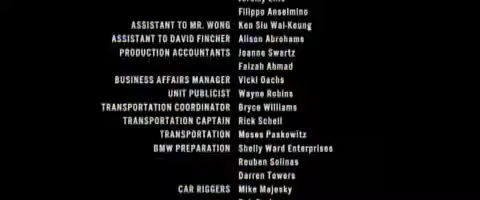 Filippo Anselmino
ASSISTANT TO MR. WONG Ken Siu Wai-Keung
ASSISTANT TO DAVID FINCHER Alison Abrohams
PRODUCTION ACCOUNTANTS Jeanne Swartz
Faizah Ahmad
BUSINESS AFFAIRS MANAGER Vicki Oachs
UNIT PUBLICIST Wayne Robins
TRANSPORTATION COORDINATOR Bryce Williams
TRANSPORTATION CAPTAIN Rick Schell
TRANSPORTATION Moses Paskowitz
BMW PREPARATION Shelly Ward Enterprises
Reuben Solinas
Darren Towers
CAR RIGGERS Mike Majesky